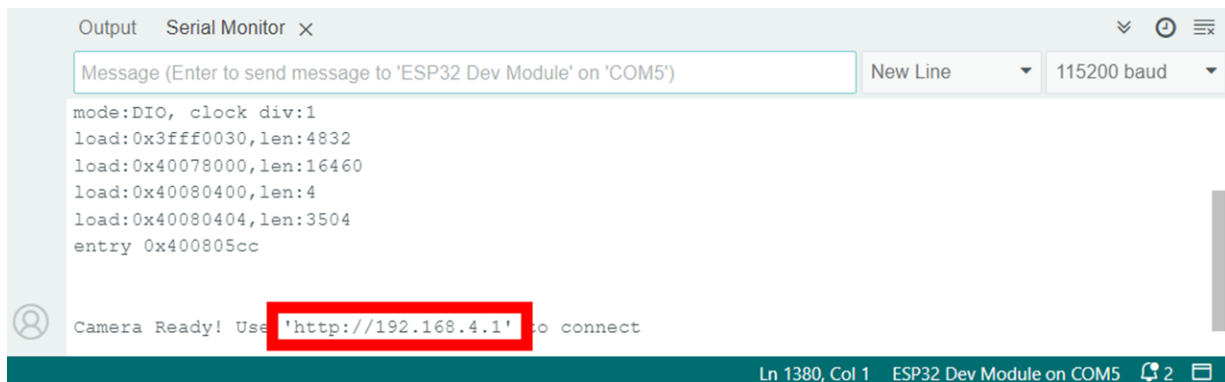 Output Serial Monitor
Message (Enter to send message to 'ESP32 Dev Module' on 'COM5') New Line 115200 baud
mode:DIO, clock div:1
load:0x3fff0030,len:4832
load:0x40078000,len:16460
load:0x40080400,len:4
load:0x40080404,len:3504
entry 0x400805cc
Camera Ready! Use 'http://192.168.4.1' to connect
Ln 1380, Col 1 ESP32 Dev Module on COM5 2